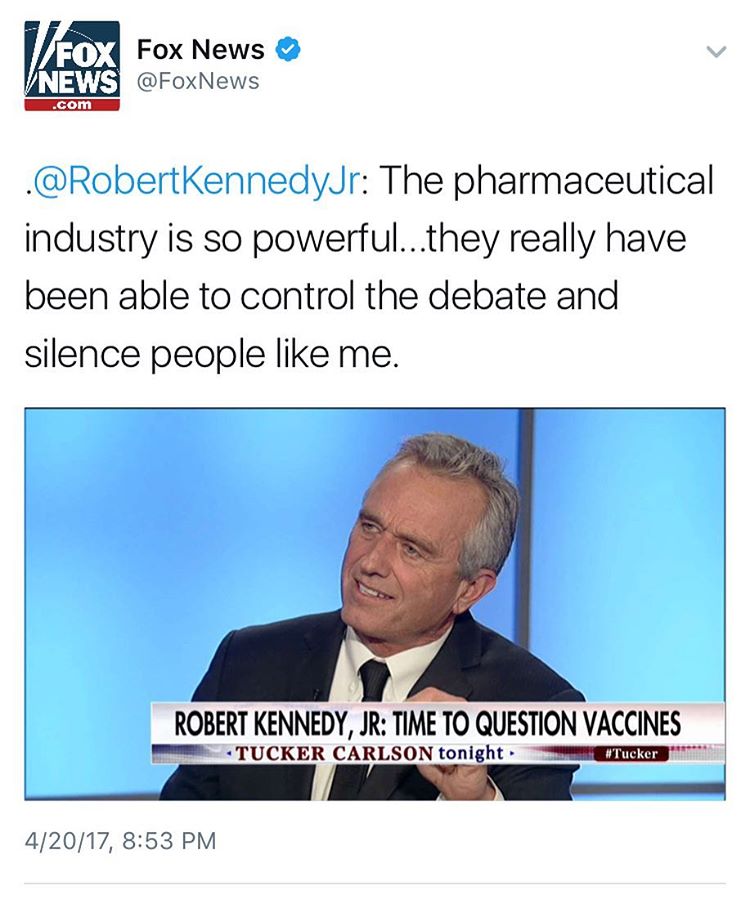 FOX
NEWS
.com
Fox News
@FoxNews
.@RobertKennedyJr: The pharmaceutical
industry is so powerful...they really have
been able to control the debate and
silence people like me.
ROBERT KENNEDY, JR: TIME TO QUESTION VACCINES
TUCKER CARLSON tonight
#Tucker
4/20/17, 8:53 PM